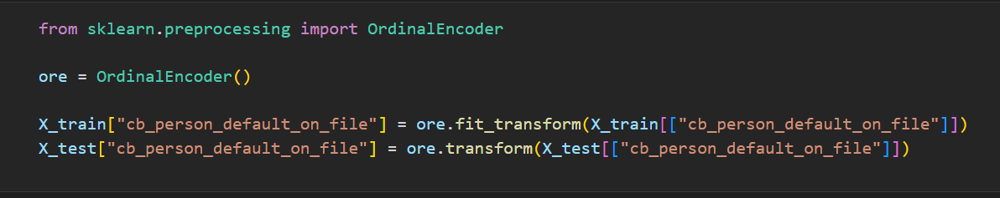 from sklearn.preprocessing import OrdinalEncoder
ore = OrdinalEncoder()
X_train["cb_person_default_on_file"] = ore.fit_transform(X_train[["cb_person_default_on_file"]])
X_test["cb_person_default_on_file"] = ore.transform(X_test[["cb_person_default_on_file"]])